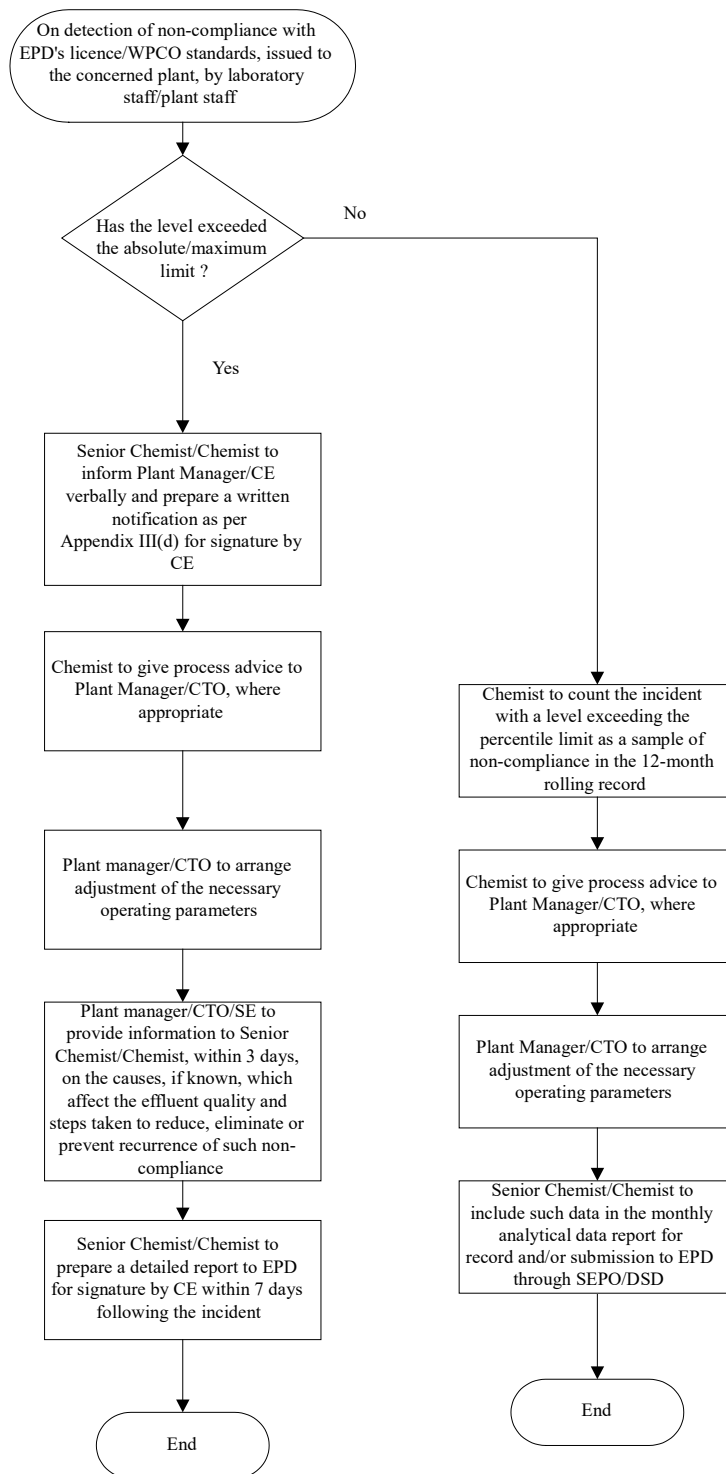 On detection of non-compliance with
EPD's licence/WPCO standards, issued to
the concerned plant, by laboratory
staff/plant staff
Has the level exceeded
the absolute/maximum
limit ?
No
Yes
Senior Chemist/Chemist to
inform Plant Manager/CE
verbally and prepare a written
notification as per
Appendix III(d) for signature by
CE
Chemist to give process advice to
Plant Manager/CTO, where
appropriate
Plant manager/CTO to arrange
adjustment of the necessary
operating parameters
Plant manager/CTO/SE to
provide information to Senior
Chemist/Chemist, within 3 days,
on the causes, if known, which
affect the effluent quality and
steps taken to reduce, eliminate or
prevent recurrence of such non-
compliance
Senior Chemist/Chemist to
prepare a detailed report to EPD
for signature by CE within 7 days
following the incident
End
Chemist to count the incident
with a level exceeding the
percentile limit as a sample of
non-compliance in the 12-month
rolling record
Chemist to give process advice to
Plant Manager/CTO, where
appropriate
Plant Manager/CTO to arrange
adjustment of the necessary
operating parameters
Senior Chemist/Chemist to
include such data in the monthly
analytical data report for
record and/or submission to EPD
through SEPO/DSD
End